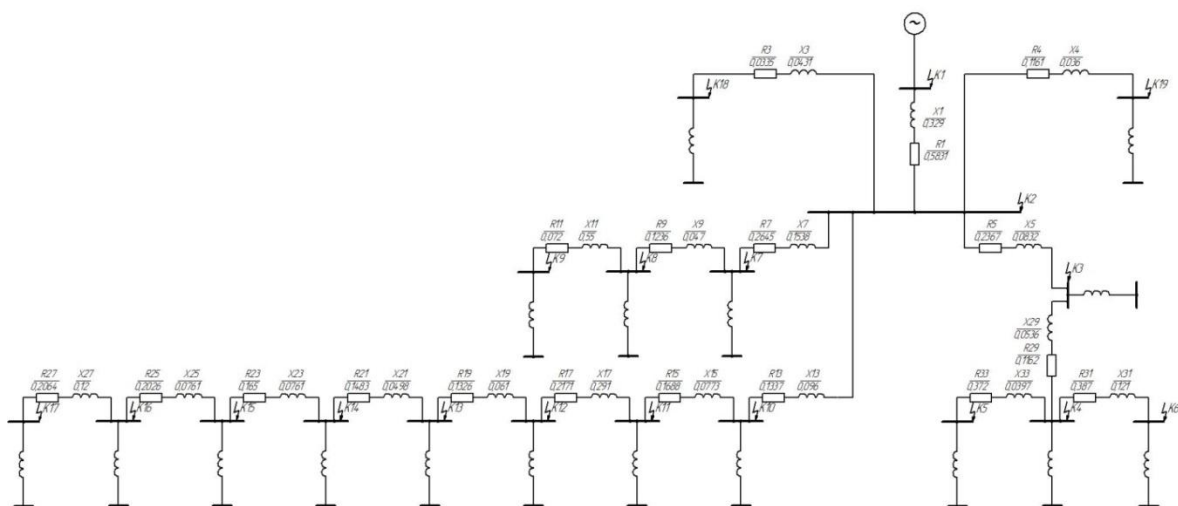 R3 X3 R4 X4
0,0335 0,0431 0,1161 0,036
K18 K1 K19
X1
0,329
R1
0,5831
K2
R11 X11 R9 X9 R7 X7 R5 X5
0,072 0,55 0,1236 0,047 0,2645 0,1538 0,2367 0,0832
K9 K8 K7 K3
X29
0,0536
R29
0,1162
R27 X27 R25 X25 R23 X23 R21 X21 R19 X19 R17 X17 R15 X15 R13 X13 R33 X33 R31 X31
0,2064 0,12 0,2026 0,0761 0,165 0,0761 0,1483 0,0498 0,1326 0,061 0,2171 0,291 0,1688 0,0773 0,1337 0,096 0,372 0,0397 0,387 0,121
K17 K16 K15 K14 K13 K12 K11 K10 K5 K4 K6